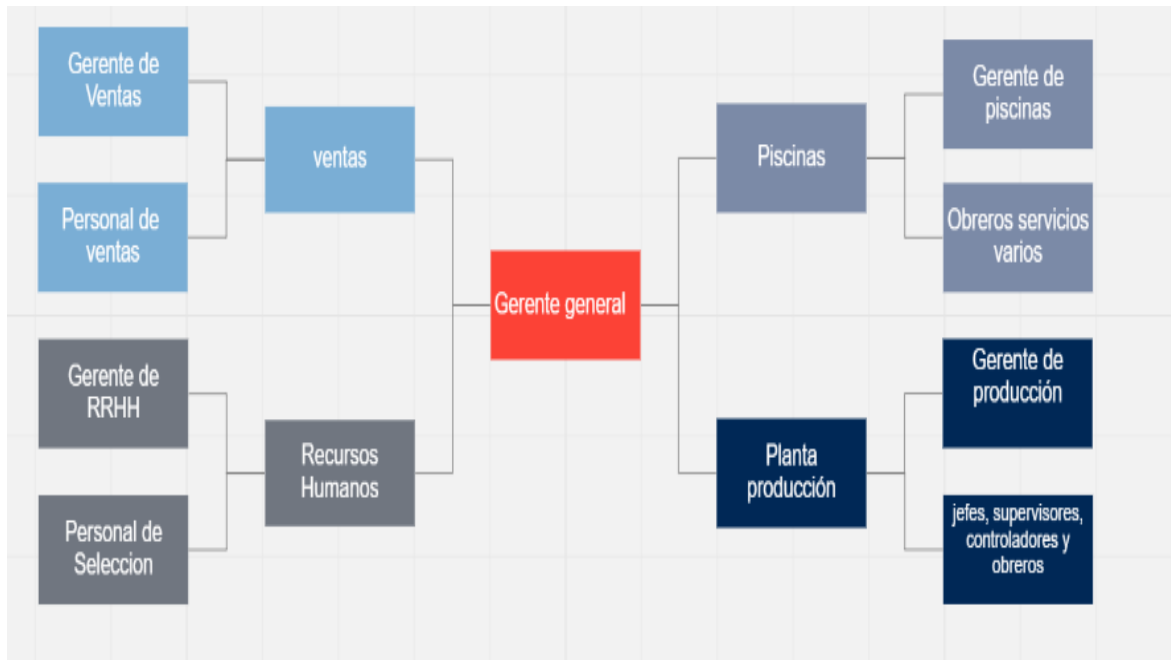 Gerente de
Ventas
Personal de
ventas
ventas
Gerente de
RRHH
Personal de
Seleccion
Recursos
Humanos
Gerente general
Piscinas
Gerente de
piscinas
Obreros servicios
varios
Planta
producción
Gerente de
producción
jefes, supervisores,
controladores y
obreros